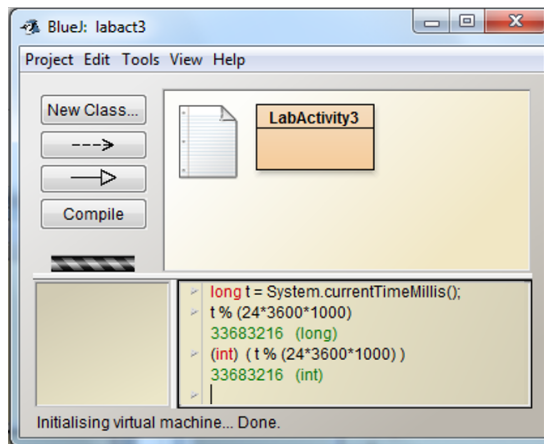 BlueJ: labact3
Project Edit Tools View Help
New Class...
Compile
LabActivity3
long t = System.currentTimeMillis();
t % (24*3600*1000)
33683216 (long)
(int) ( t % (24*3600*1000) )
33683216 (int)
Initialising virtual machine... Done.